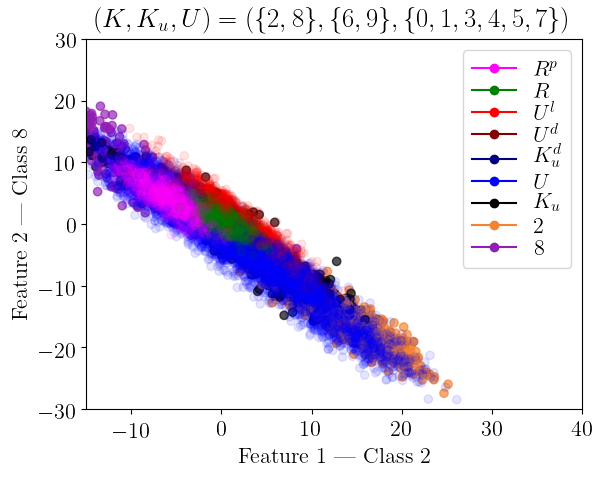 (K, K_u, U) = ({2, 8}, {6, 9}, {0, 1, 3, 4, 5, 7})
30
20
10
0
−10
−20
−30
Feature 2 — Class 8
R^p
R
U^l
U^d
K_u^d
U
K_u
2
8
−10 0 10 20 30 40
Feature 1 — Class 2